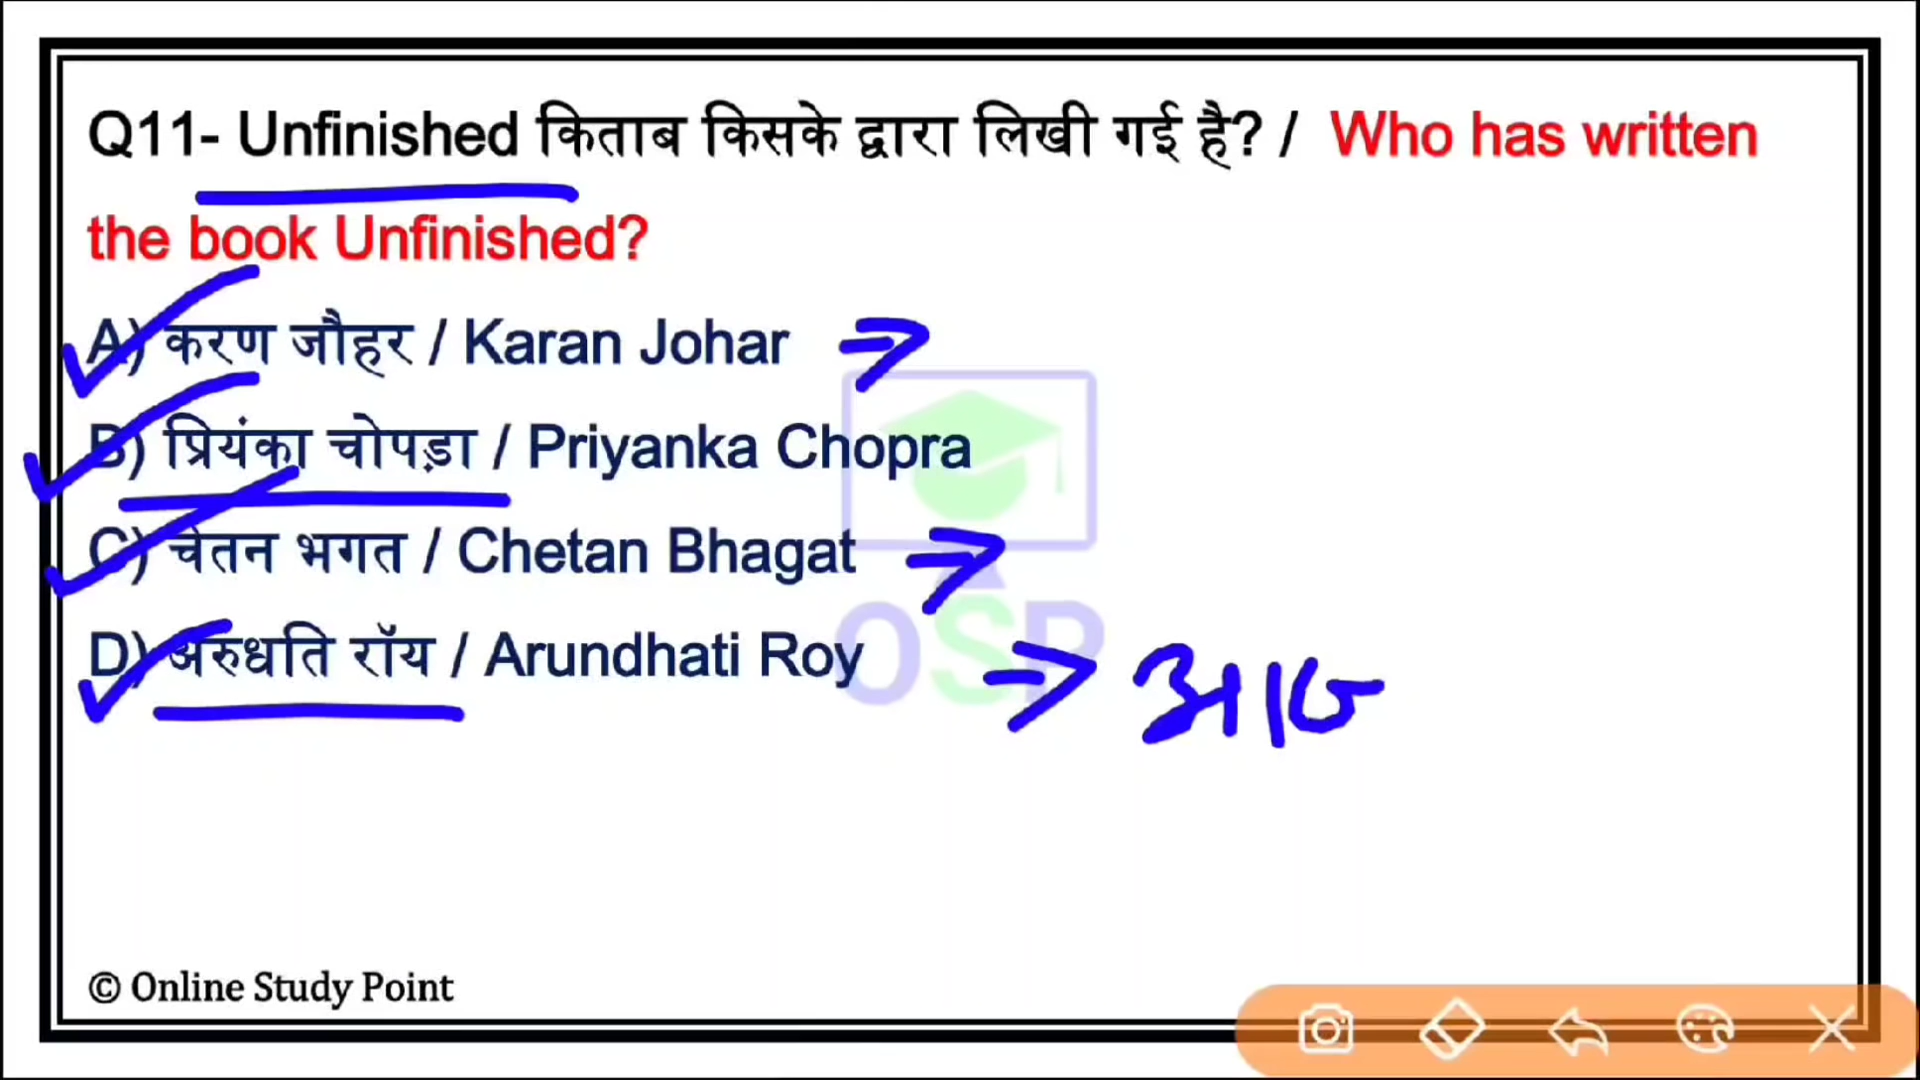 Q11- Unfinished किताब किसके द्वारा लिखी गई है? / Who has written
the book Unfinished?
A) करण जौहर / Karan Johar
B) प्रियंका चोपड़ा / Priyanka Chopra
C) चेतन भगत / Chetan Bhagat
D) अरुधति रॉय / Arundhati Roy
OSP
© Online Study Point